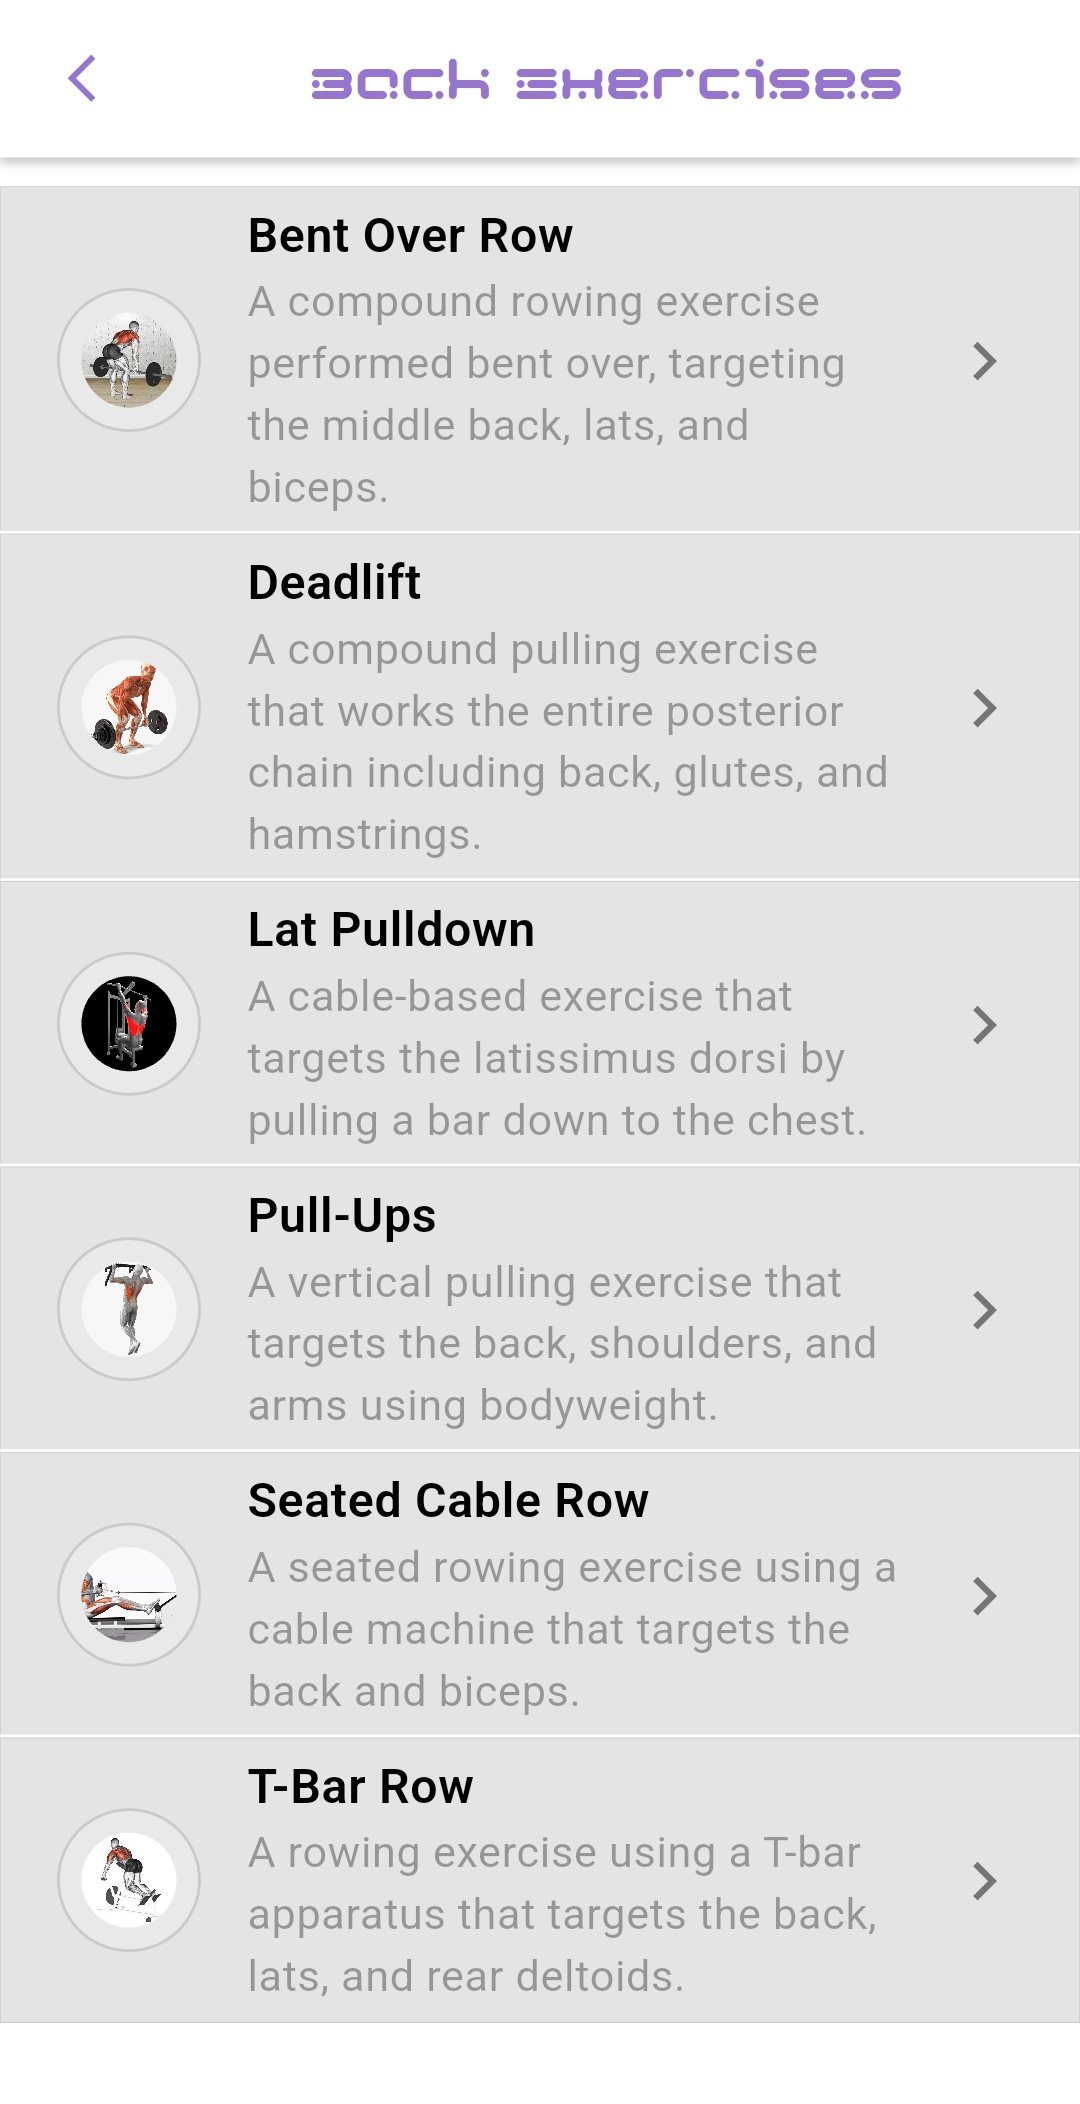 Back Exercises
Bent Over Row
A compound rowing exercise
performed bent over, targeting
the middle back, lats, and
biceps.
Deadlift
A compound pulling exercise
that works the entire posterior
chain including back, glutes, and
hamstrings.
Lat Pulldown
A cable-based exercise that
targets the latissimus dorsi by
pulling a bar down to the chest.
Pull-Ups
A vertical pulling exercise that
targets the back, shoulders, and
arms using bodyweight.
Seated Cable Row
A seated rowing exercise using a
cable machine that targets the
back and biceps.
T-Bar Row
A rowing exercise using a T-bar
apparatus that targets the back,
lats, and rear deltoids.